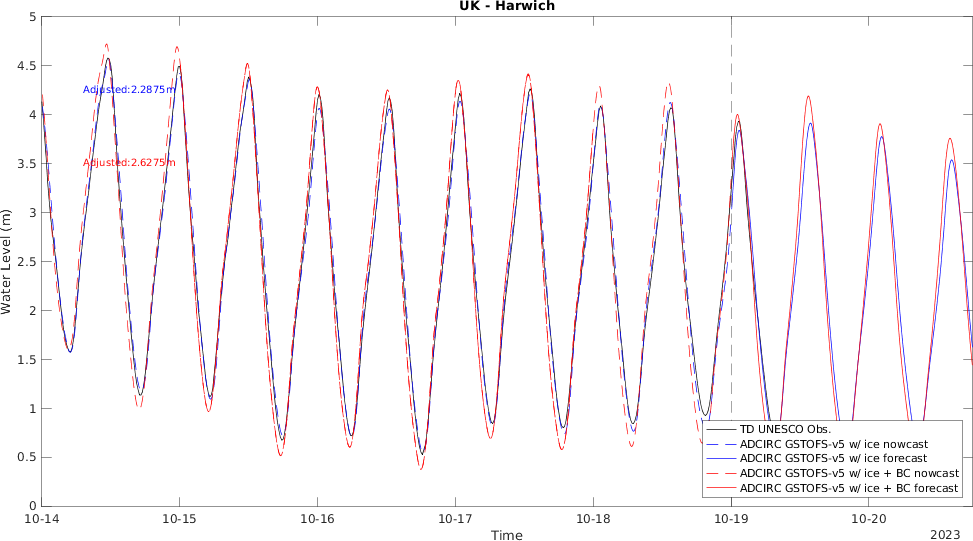 UK - Harwich
5
4.5
4
3.5
3
2.5
2
1.5
1
0.5
0
Water Level (m)
Adjusted:2.2875m
Adjusted:2.6275m
TD UNESCO Obs.
ADCIRC GSTOFS-v5 w/ ice nowcast
ADCIRC GSTOFS-v5 w/ ice forecast
ADCIRC GSTOFS-v5 w/ ice + BC nowcast
ADCIRC GSTOFS-v5 w/ ice + BC forecast
10-14 10-15 10-16 10-17 10-18 10-19 10-20
Time
2023